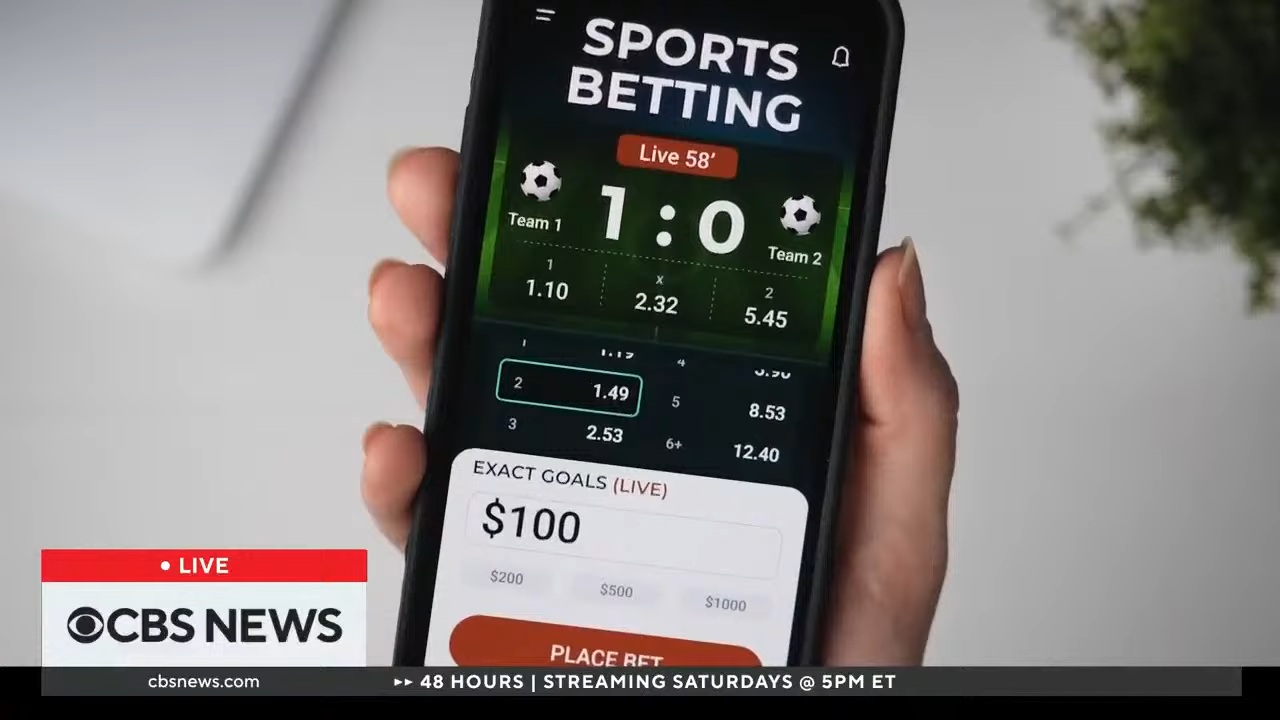 SPORTS
BETTING
Live 58'
1 : 0
Team 1
Team 2
1
x
2
1.10
2.32
5.45
1
4
2
1.49
5
8.53
3
2.53
6+
12.40
EXACT GOALS (LIVE)
$100
$200
$500
$1000
PLACE BET
• LIVE
CBS NEWS
cbsnews.com
48 HOURS | STREAMING SATURDAYS @ 5PM ET